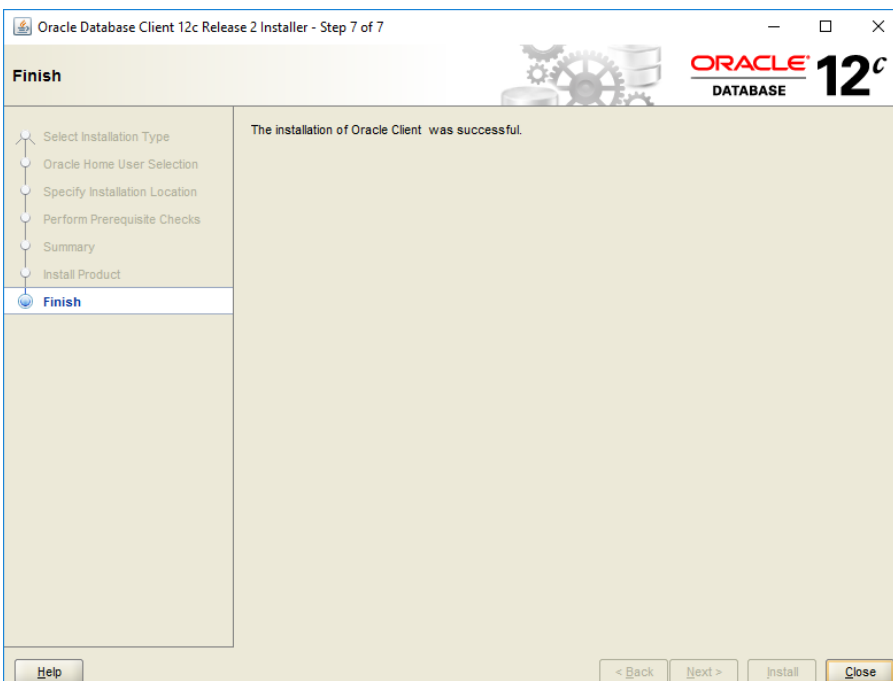 Oracle Database Client 12c Release 2 Installer - Step 7 of 7
Finish
ORACLE
DATABASE
12c
Select Installation Type
Oracle Home User Selection
Specify Installation Location
Perform Prerequisite Checks
Summary
Install Product
Finish
The installation of Oracle Client  was successful.
Help
< Back
Next >
Install
Close